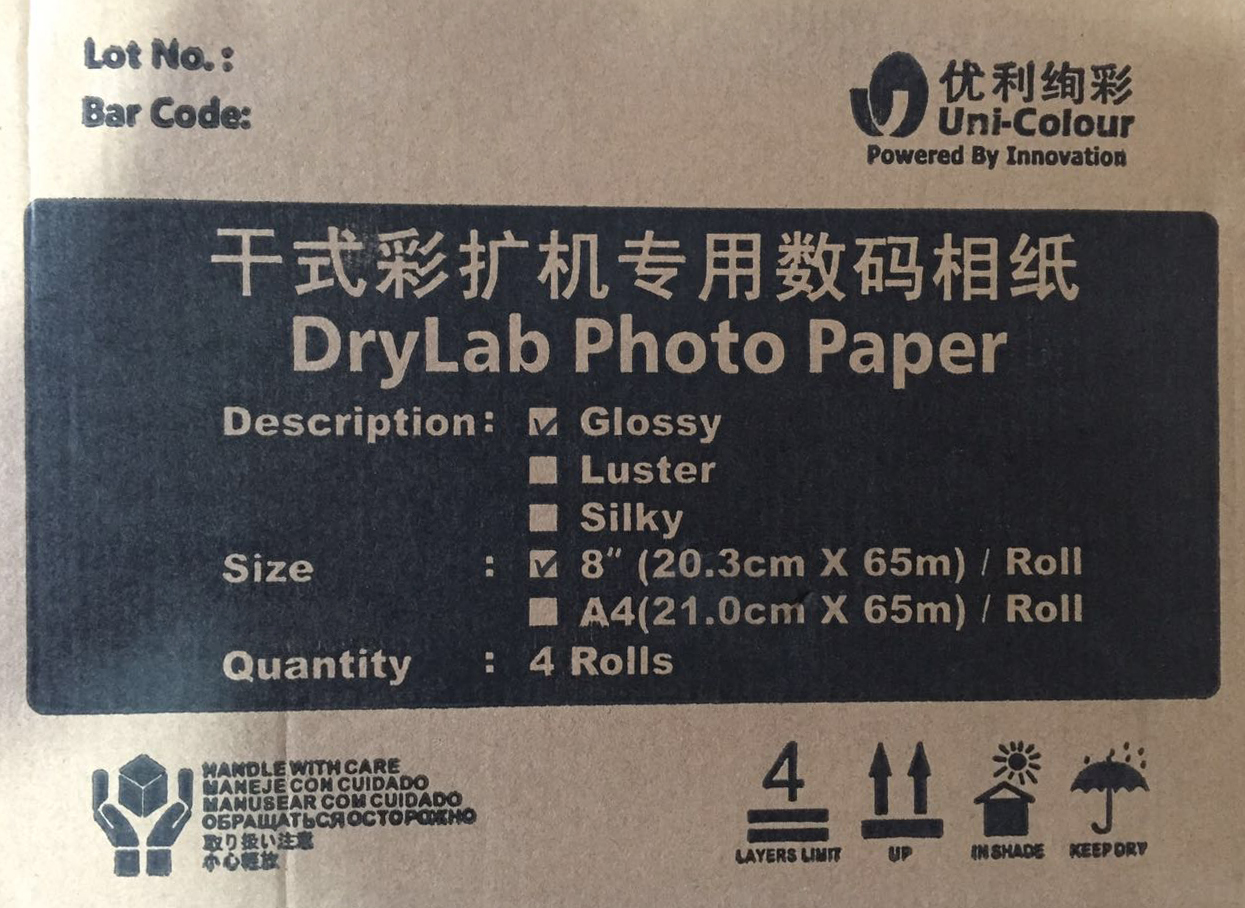 Lot No. :
Bar Code:
优利绚彩
Uni-Colour
Powered By Innovation
干式彩扩机专用数码相纸
DryLab Photo Paper
Description : Glossy
Luster
Silky
Size : 8″ (20.3cm X 65m) / Roll
A4(21.0cm X 65m) / Roll
Quantity : 4 Rolls
HANDLE WITH CARE
MANEJE CON CUIDADO
MANUSEAR COM CUIDADO
ОБРАЩАТЬСЯ ОСТОРОЖНО
取り扱い注意
小心輕放
4
LAYERS LIMIT
UP
IN SHADE
KEEP DRY